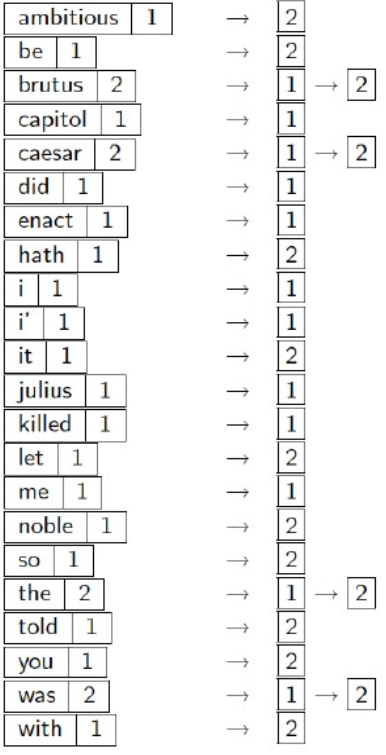 ambitious 1 → 2
be 1 → 2
brutus 2 → 1 → 2
capitol 1 → 1
caesar 2 → 1 → 2
did 1 → 1
enact 1 → 1
hath 1 → 2
i 1 → 1
i' 1 → 1
it 1 → 2
julius 1 → 1
killed 1 → 1
let 1 → 2
me 1 → 1
noble 1 → 2
so 1 → 2
the 2 → 1 → 2
told 1 → 2
you 1 → 2
was 2 → 1 → 2
with 1 → 2